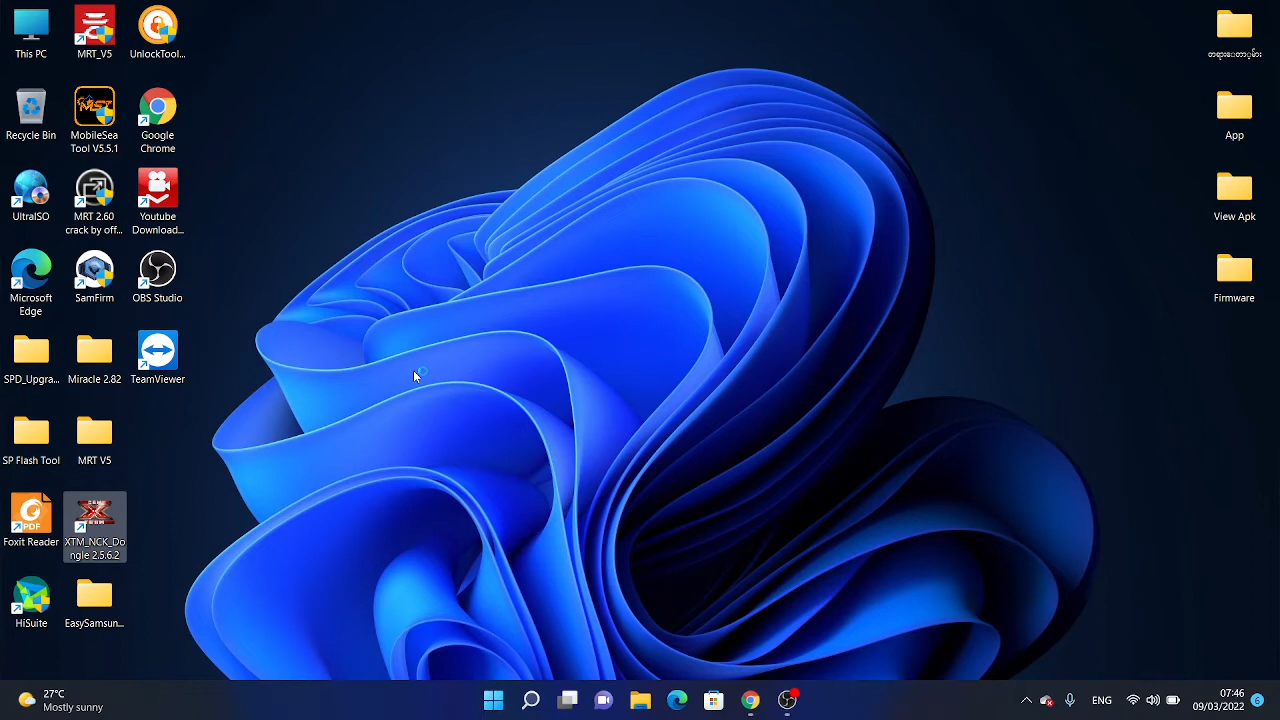 This PC
MRT_V5
UnlockTool...
Recycle Bin
MobileSea
Tool V5.5.1
Google
Chrome
UltraISO
MRT 2.60
crack by off...
Youtube
Download...
Microsoft
Edge
SamFirm
OBS Studio
SPD_Upgra...
Miracle 2.82
TeamViewer
SP Flash Tool
MRT V5
PDF
Foxit Reader
XTM_NCK_Do
ngle 2.5.6.2
HiSuite
EasySamsun...
App
View Apk
Firmware
27°C
Mostly sunny
ENG
07:46
09/03/2022
6